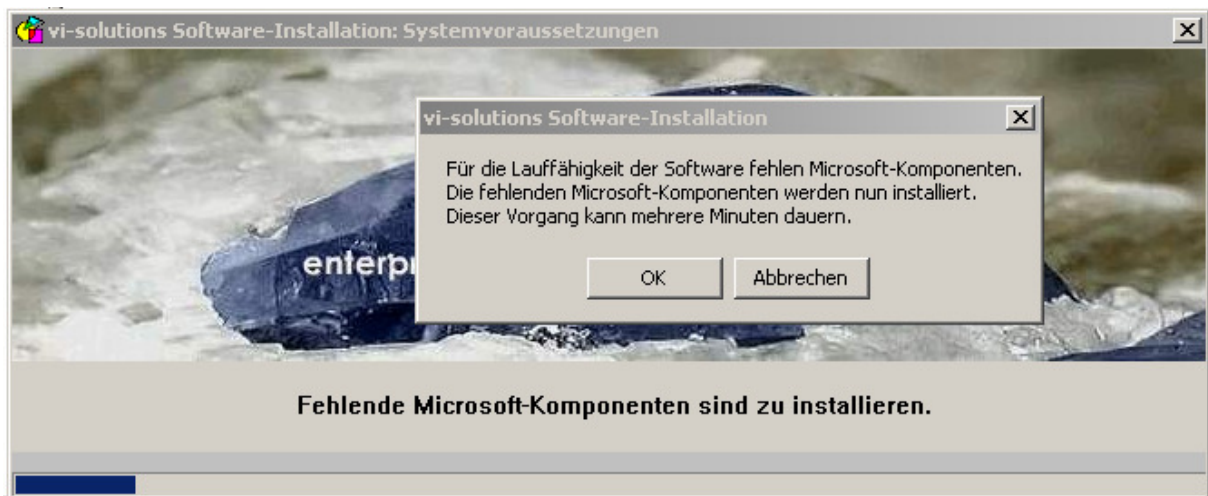 vi-solutions Software-Installation: Systemvoraussetzungen
vi-solutions Software-Installation
Für die Lauffähigkeit der Software fehlen Microsoft-Komponenten.
Die fehlenden Microsoft-Komponenten werden nun installiert.
Dieser Vorgang kann mehrere Minuten dauern.
OK
Abbrechen
Fehlende Microsoft-Komponenten sind zu installieren.